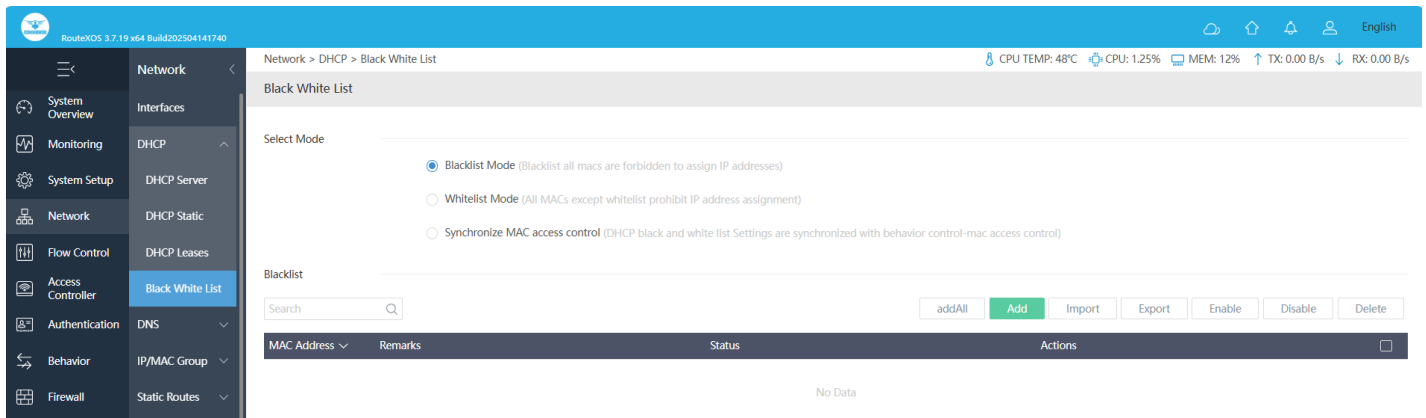 RouteXOS 3.7.19 x64 Build202504141740
English
Network
Network > DHCP > Black White List
CPU TEMP: 48°C
CPU: 1.25%
MEM: 12%
TX: 0.00 B/s
RX: 0.00 B/s
System Overview
Monitoring
System Setup
Network
Flow Control
Access Controller
Authentication
Behavior
Firewall
Interfaces
DHCP
DHCP Server
DHCP Static
DHCP Leases
Black White List
DNS
IP/MAC Group
Static Routes
Black White List
Select Mode
Blacklist Mode (Blacklist all macs are forbidden to assign IP addresses)
Whitelist Mode (All MACs except whitelist prohibit IP address assignment)
Synchronize MAC access control (DHCP black and white list Settings are synchronized with behavior control-mac access control)
Blacklist
Search
addAll
Add
Import
Export
Enable
Disable
Delete
MAC Address
Remarks
Status
Actions
No Data